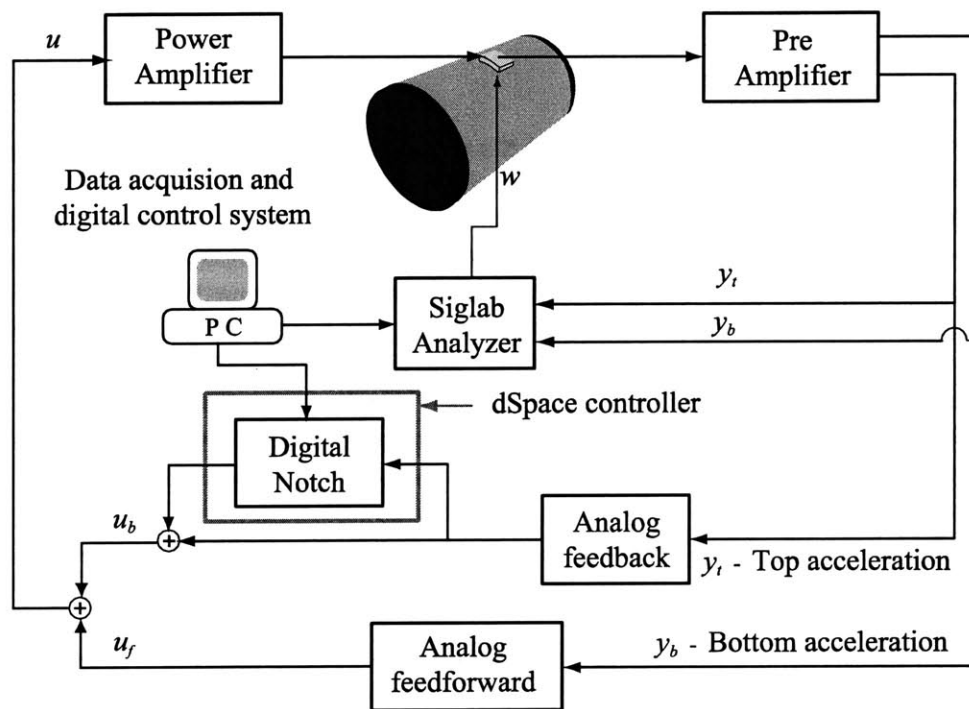 u
Power
Amplifier
Pre
Amplifier
w
Data acquision and
digital control system
P C
Siglab
Analyzer
y_t
y_b
dSpace controller
Digital
Notch
u_b
Analog
feedback
y_t - Top acceleration
+
+
u_f
Analog
feedforward
y_b - Bottom acceleration